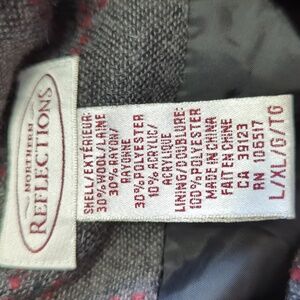 NORTHERN
REFLECTIONS
SHELL/EXTÉRIEUR:
30% WOOL/LAINE
30% RAYON/
RAYONNE
30% POLYESTER
10% ACRYLIC/
ACRYLIQUE
LINING/DOUBLURE:
100% POLYESTER
MADE IN CHINA
FAIT EN CHINE
CA 39123
RN 106517
L/XL/G/TG